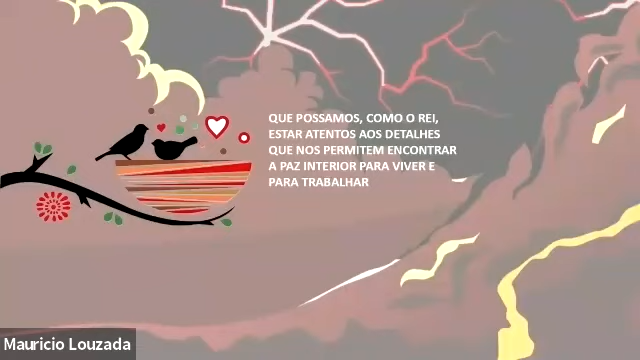 QUE POSSAMOS, COMO O REI,
ESTAR ATENTOS AOS DETALHES
QUE NOS PERMITEM ENCONTRAR
A PAZ INTERIOR PARA VIVER E
PARA TRABALHAR
Mauricio Louzada